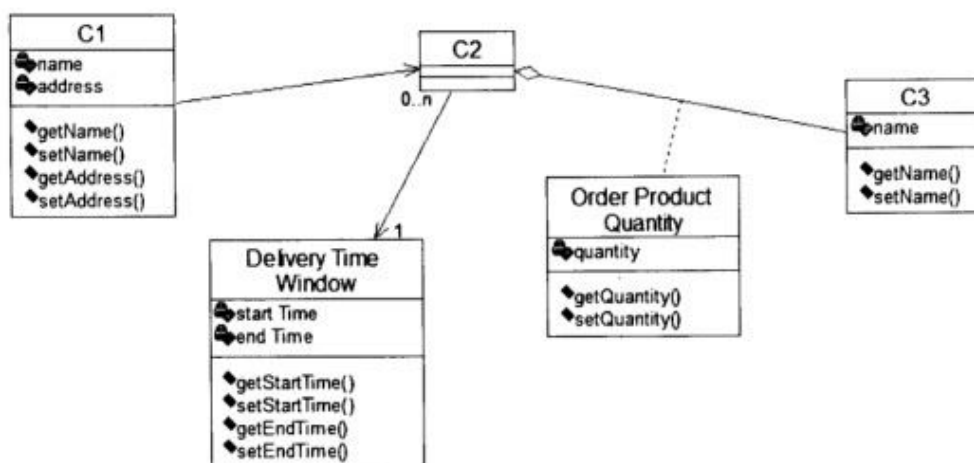 C1
name
address
getName()
setName()
getAddress()
setAddress()
C2
0..n
C3
name
getName()
setName()
Order Product
Quantity
quantity
getQuantity()
setQuantity()
1
Delivery Time
Window
start Time
end Time
getStartTime()
setStartTime()
getEndTime()
setEndTime()